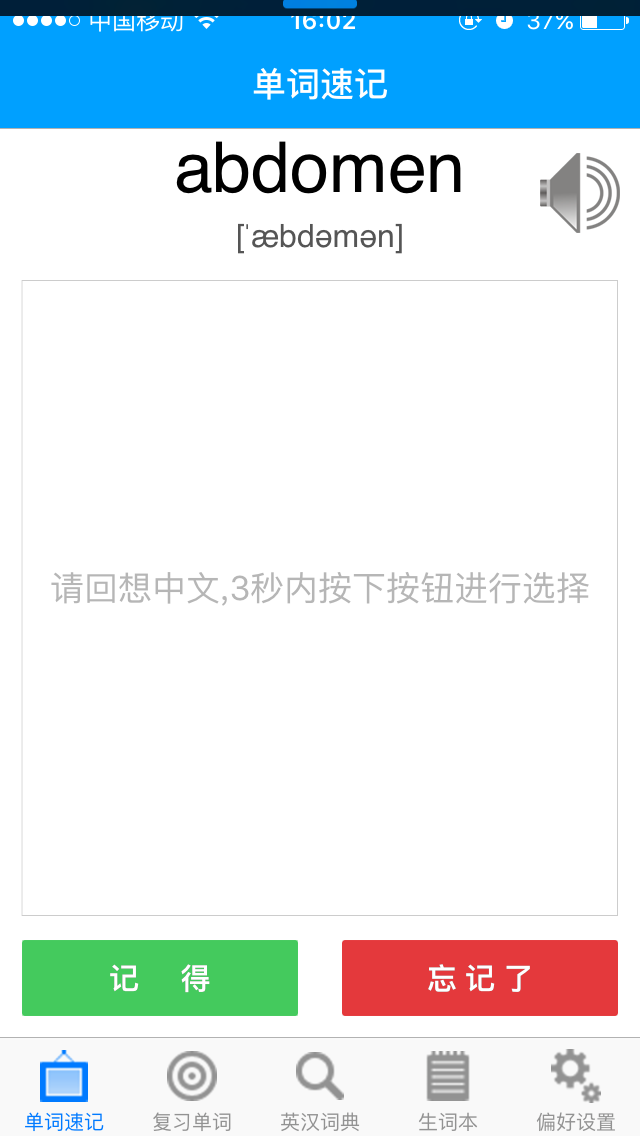 中国移动 16:02 37%
单词速记
abdomen
[ˈæbdəmən]
请回想中文,3秒内按下按钮进行选择
记 得 忘记了
单词速记 复习单词 英汉词典 生词本 偏好设置